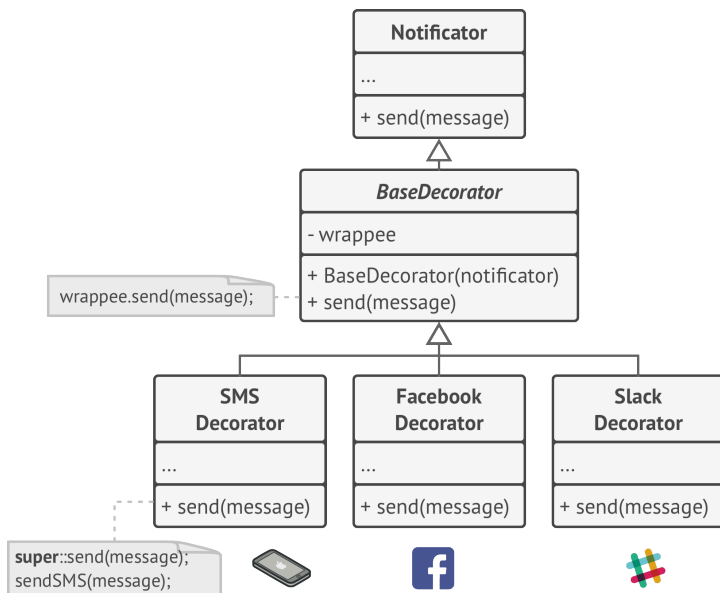 Notificator
...
+ send(message)
BaseDecorator
- wrappee
+ BaseDecorator(notificator)
+ send(message)
wrappee.send(message);
SMS
Decorator
...
+ send(message)
Facebook
Decorator
...
+ send(message)
Slack
Decorator
...
+ send(message)
super::send(message);
sendSMS(message);